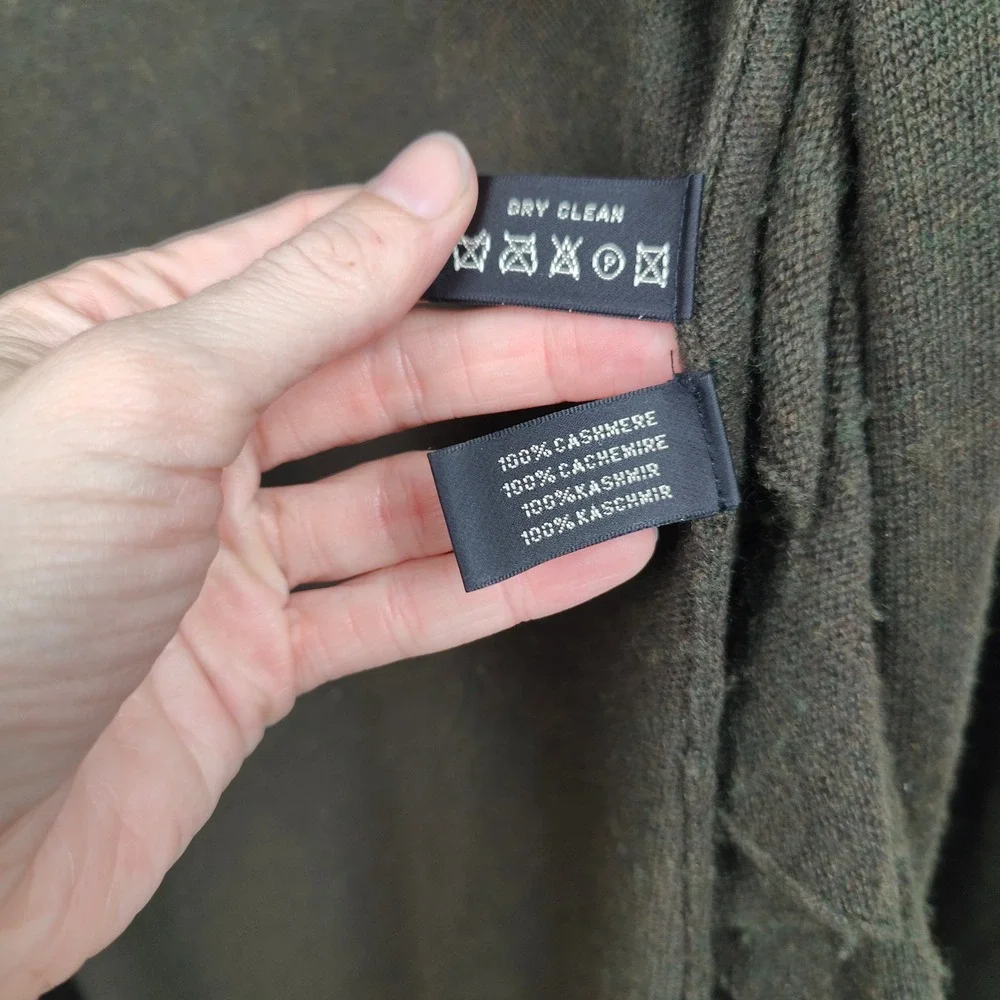 DRY CLEAN
P
100% CASHMERE
100% CACHEMIRE
100% KASHMIR
100% KASCHMIR